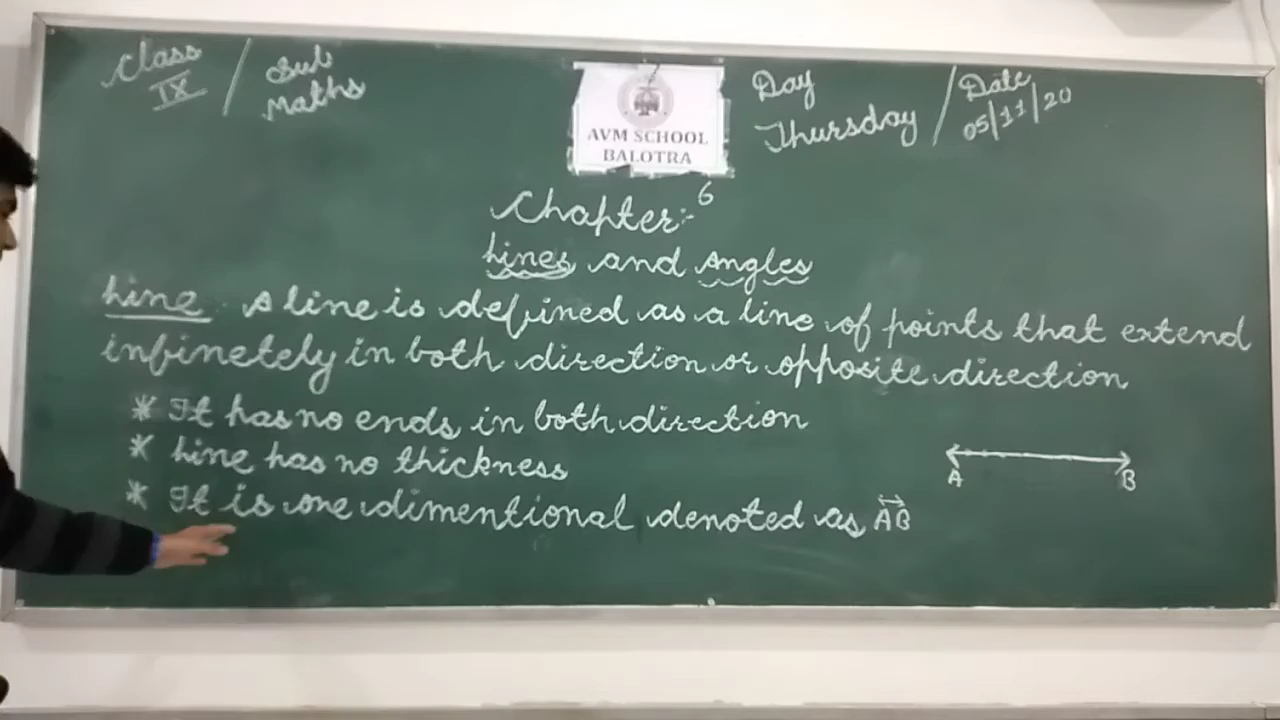 Class
IX / Sub
Maths
AVM SCHOOL
BALOTRA
Day
Thursday / Date
05/11/20
Chapter:- 6
Lines and Angles
Line A line is defined as a line of points that extend
infinetely in both direction or opposite direction
* It has no ends in both direction
* Line has no thickness
* It is one dimentional denoted as A͟B
A B